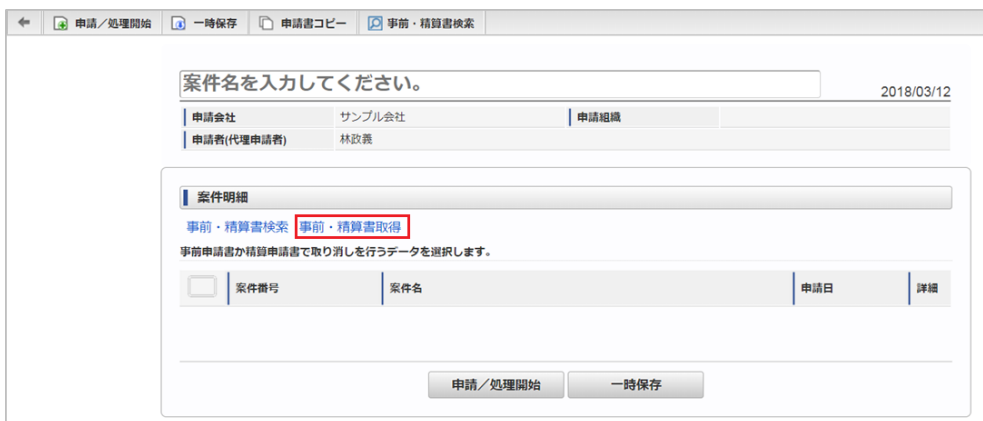 申請／処理開始 一時保存 申請書コピー 事前・精算書検索
案件名を入力してください。
2018/03/12
申請会社 サンプル会社 申請組織
申請者(代理申請者) 林政義
案件明細
事前・精算書検索 事前・精算書取得
事前申請書か精算申請書で取り消しを行うデータを選択します。
案件番号 案件名 申請日 詳細
申請／処理開始 一時保存